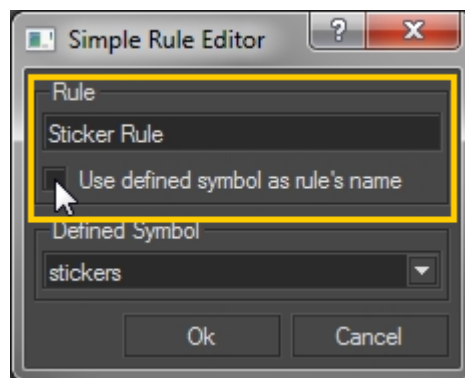 Simple Rule Editor
Rule
Sticker Rule
Use defined symbol as rule's name
Defined Symbol
stickers
Ok Cancel